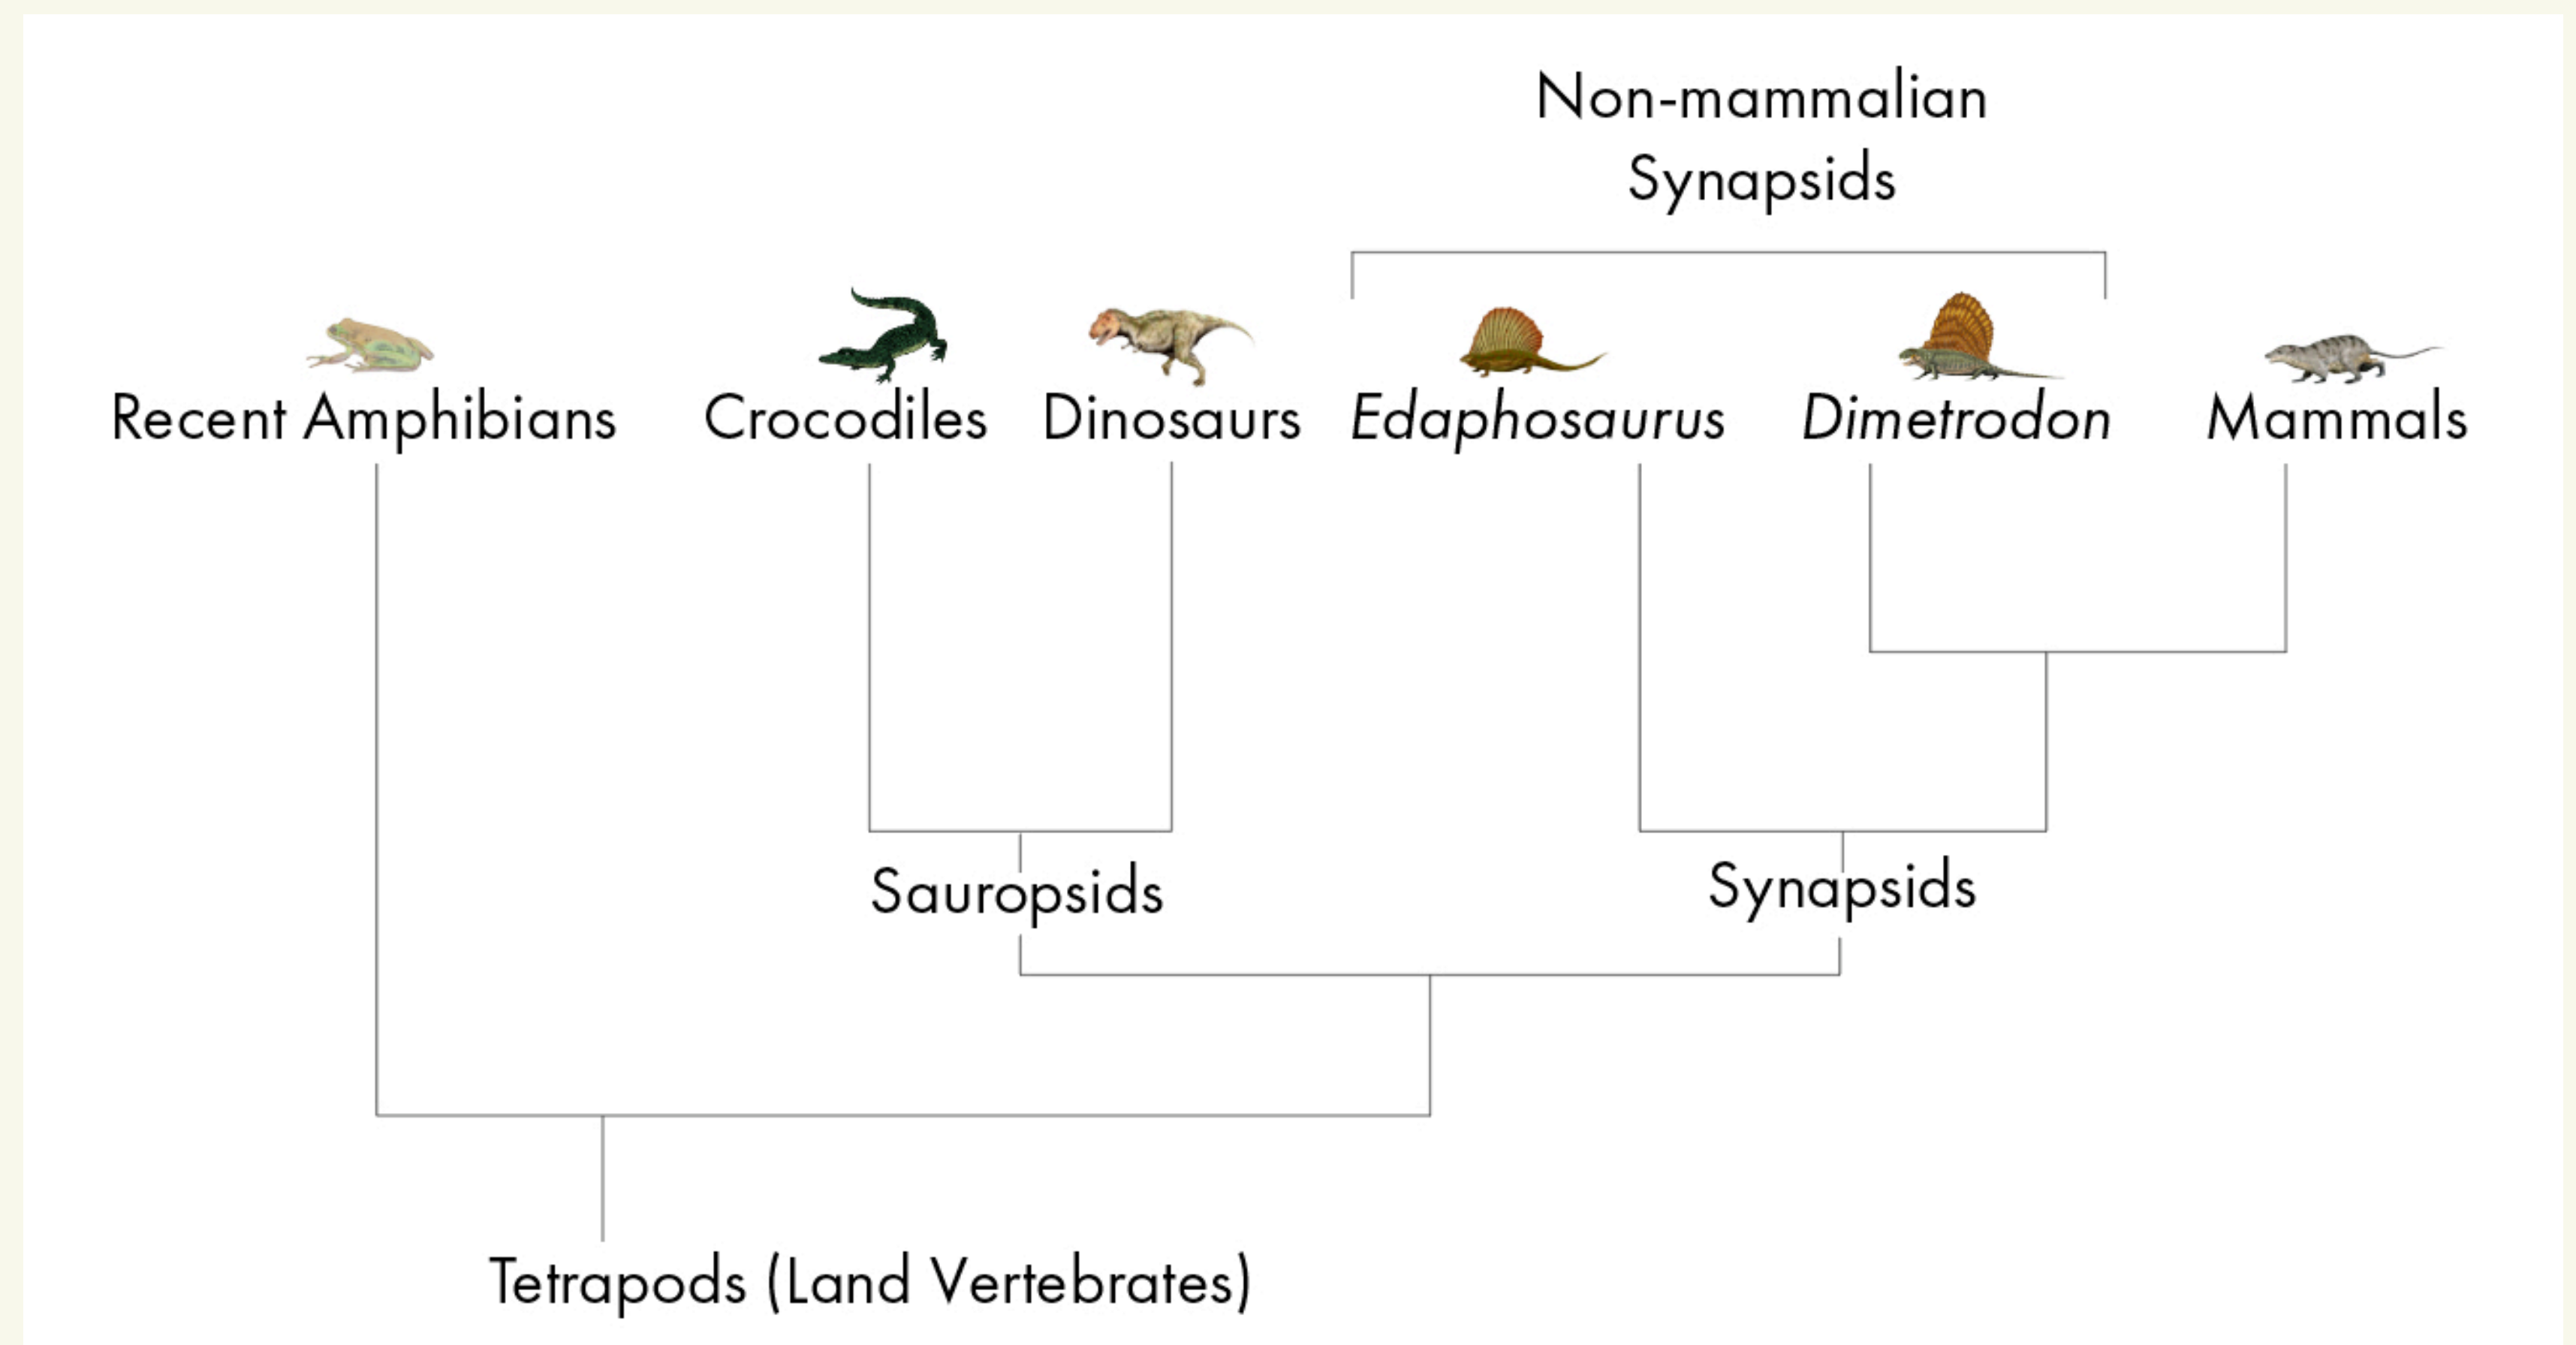 Non-mammalian
Synapsids
Recent Amphibians
Crocodiles
Dinosaurs
Edaphosaurus
Dimetrodon
Mammals
Sauropsids
Synapsids
Tetrapods (Land Vertebrates)